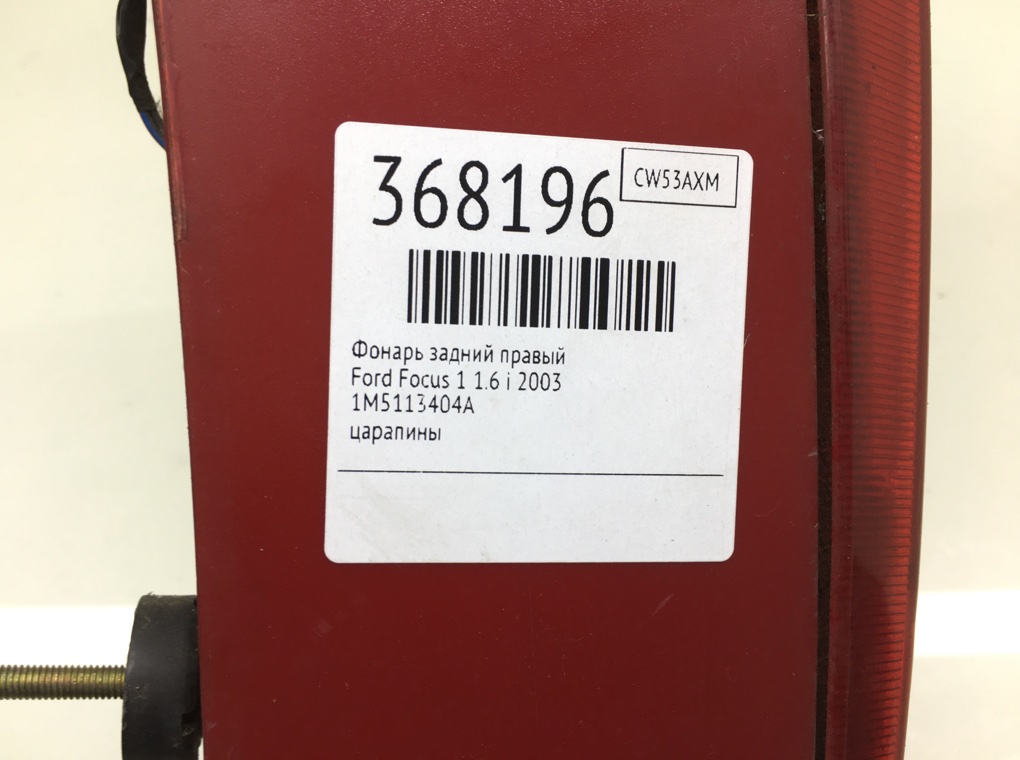 368196
CW53AXM
Фонарь задний правый
Ford Focus 1 1.6 i 2003
1M5113404A
царапины